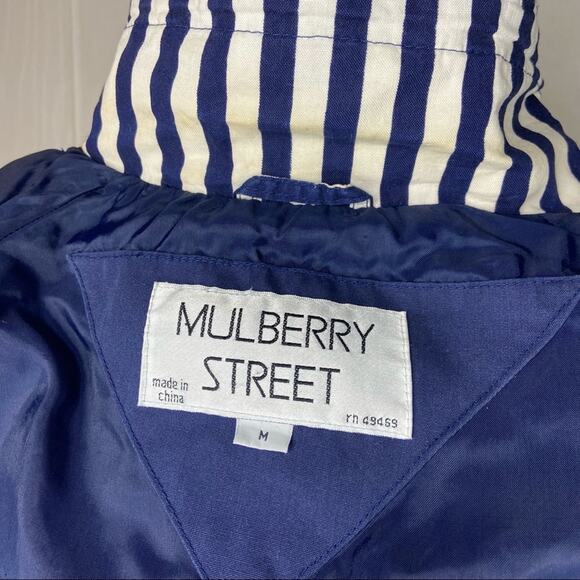 MULBERRY
made in STREET
china
rn 49469
M